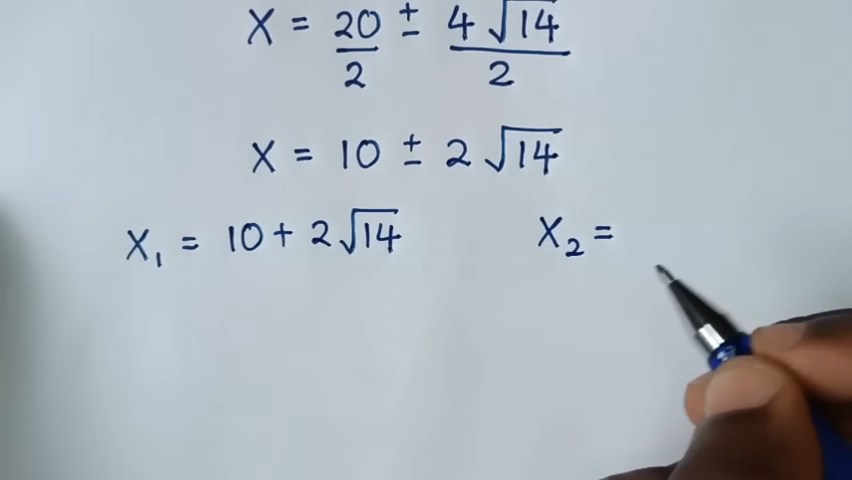 X = 20/2 ± 4√14/2
X = 10 ± 2√14
X₁ = 10 + 2√14 X₂ =